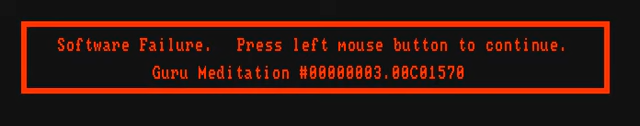 Software Failure.   Press left mouse button to continue.
Guru Meditation #00000003.00C01570